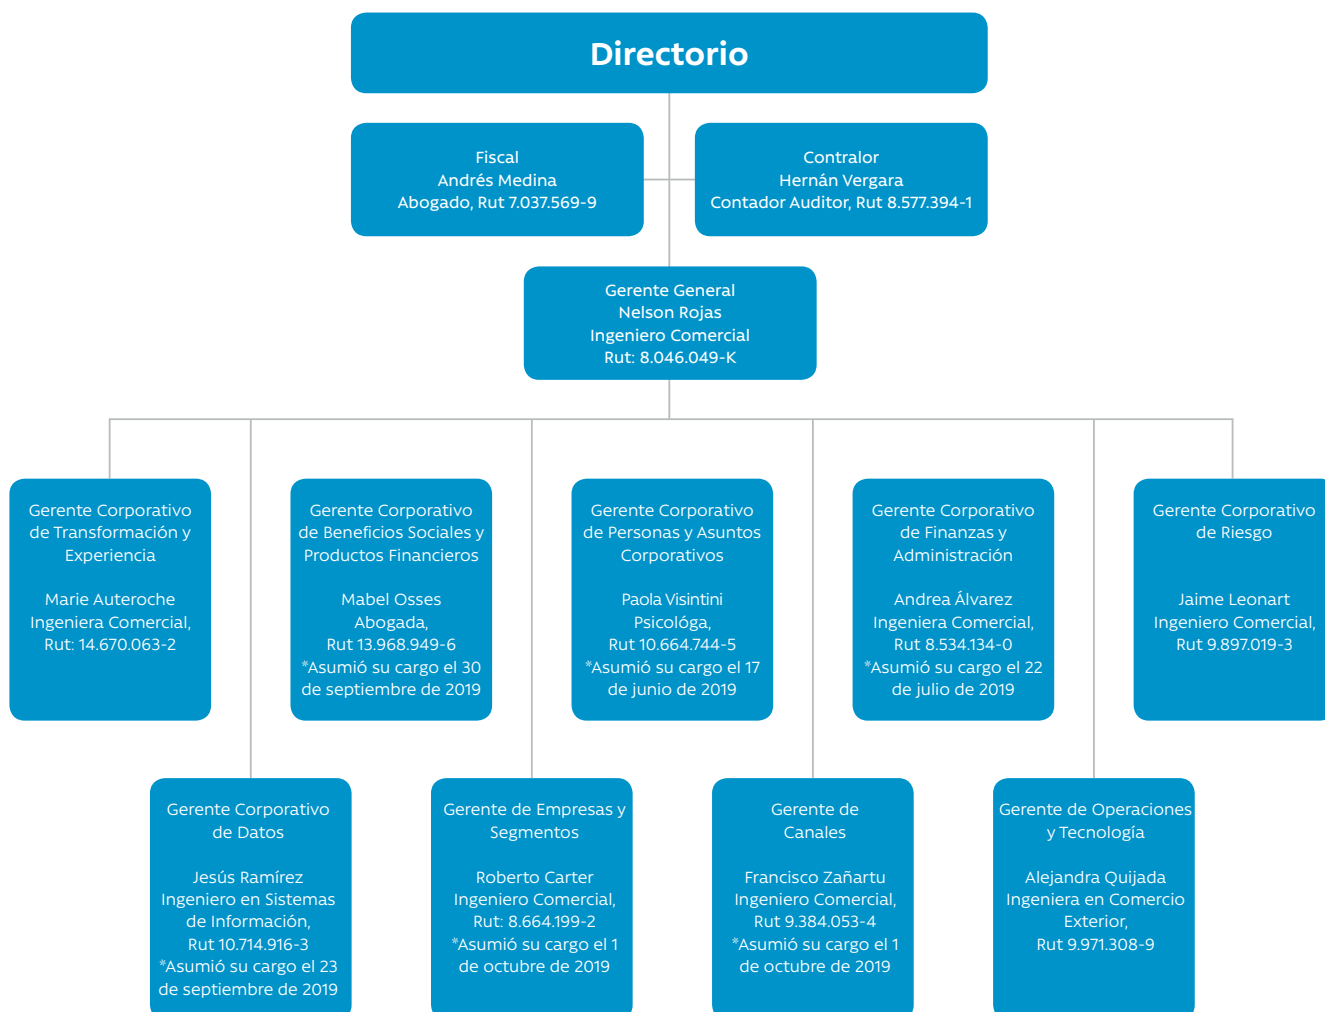 Directorio
Fiscal
Andrés Medina
Abogado, Rut 7.037.569-9
Contralor
Hernán Vergara
Contador Auditor, Rut 8.577.394-1
Gerente General
Nelson Rojas
Ingeniero Comercial
Rut: 8.046.049-K
Gerente Corporativo
de Transformación y
Experiencia
Marie Auteroche
Ingeniera Comercial,
Rut: 14.670.063-2
Gerente Corporativo
de Beneficios Sociales y
Productos Financieros
Mabel Osses
Abogada,
Rut 13.968.949-6
*Asumió su cargo el 30
de septiembre de 2019
Gerente Corporativo
de Personas y Asuntos
Corporativos
Paola Visintini
Psicológa,
Rut 10.664.744-5
*Asumió su cargo el 17
de junio de 2019
Gerente Corporativo
de Finanzas y
Administración
Andrea Álvarez
Ingeniera Comercial,
Rut 8.534.134-0
*Asumió su cargo el 22
de julio de 2019
Gerente Corporativo
de Riesgo
Jaime Leonart
Ingeniero Comercial,
Rut 9.897.019-3
Gerente Corporativo
de Datos
Jesús Ramírez
Ingeniero en Sistemas
de Información,
Rut 10.714.916-3
*Asumió su cargo el 23
de septiembre de 2019
Gerente de Empresas y
Segmentos
Roberto Carter
Ingeniero Comercial,
Rut: 8.664.199-2
*Asumió su cargo el 1
de octubre de 2019
Gerente de
Canales
Francisco Zañartu
Ingeniero Comercial,
Rut 9.384.053-4
*Asumió su cargo el 1
de octubre de 2019
Gerente de Operaciones
y Tecnología
Alejandra Quijada
Ingeniera en Comercio
Exterior,
Rut 9.971.308-9